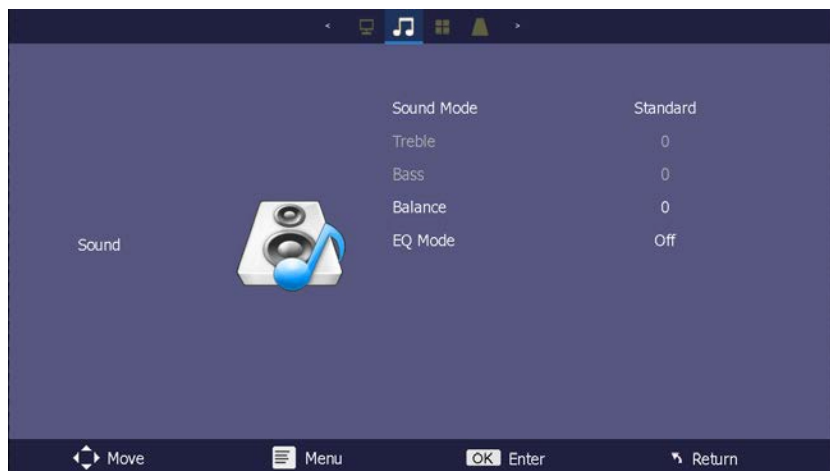 Sound Mode Standard
Treble 0
Bass 0
Balance 0
Sound
EQ Mode Off
Move Menu OK Enter Return